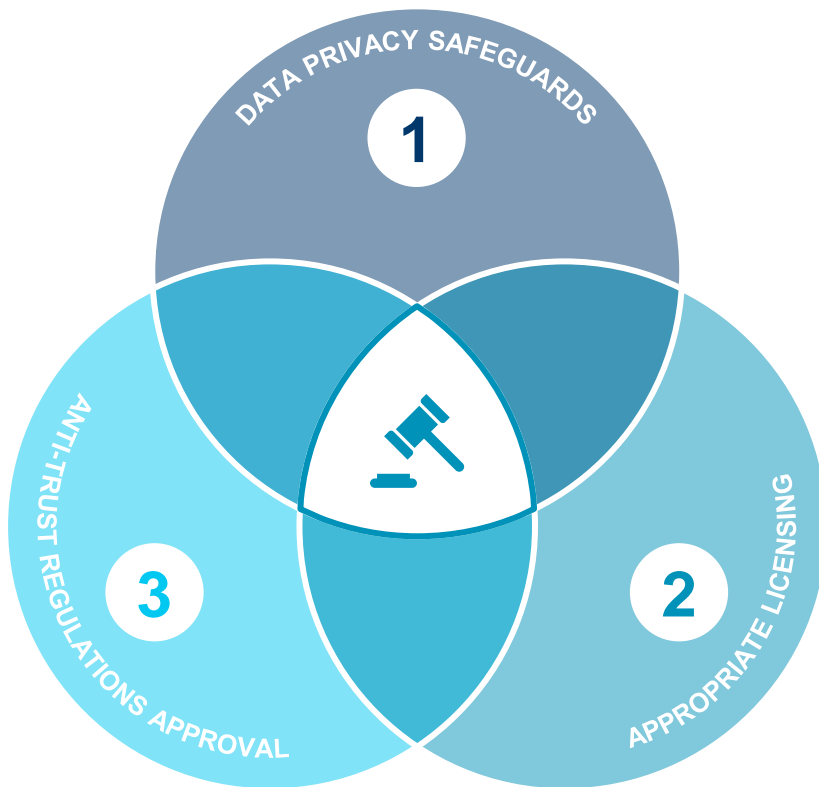 DATA PRIVACY SAFEGUARDS
1
ANTI-TRUST REGULATIONS APPROVAL
3
2
APPROPRIATE LICENSING